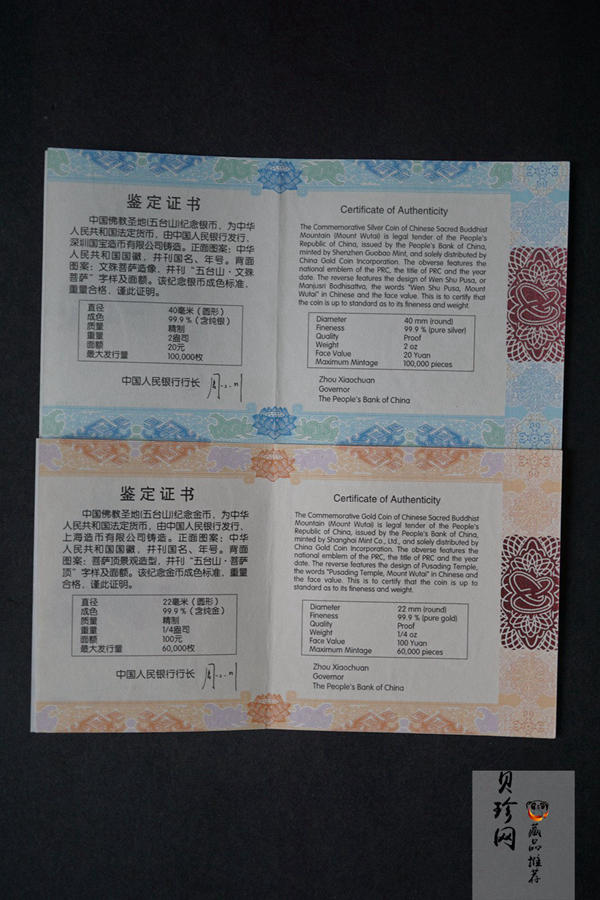 鉴定证书
中国佛教圣地(五台山)纪念银币，为中华
人民共和国法定货币，由中国人民银行发行，
深圳国宝造币有限公司铸造。正面图案：中华
人民共和国国徽，并刊国名、年号。背面
图案：文殊菩萨造像，并刊“五台山·文殊
菩萨”字样及面额。该纪念银币成色标准，
重量合格，谨此证明。
直径 40毫米（圆形）
成色 99.9％（含纯银）
质量 精制
重量 2盎司
面额 20元
最大发行量 100,000枚
中国人民银行行长
Certificate of Authenticity
The Commemorative Silver Coin of Chinese Sacred Buddhist
Mountain (Mount Wutai) is legal tender of the People's
Republic of China, issued by the People's Bank of China,
minted by Shenzhen Guobao Mint, and solely distributed by
China Gold Coin Incorporation. The obverse features the
national emblem of the PRC, the title of PRC and the year
date. The reverse features the design of Wen Shu Pusa, or
Manjusri Bodhisattva, the words "Wen Shu Pusa, Mount
Wutai" in Chinese and the face value. This is to certify that
the coin is up to standard as to its fineness and weight.
Diameter 40 mm (round)
Fineness 99.9 % (pure silver)
Quality Proof
Weight 2 oz
Face Value 20 Yuan
Maximum Mintage 100,000 pieces
Zhou Xiaochuan
Governor
The People's Bank of China
鉴定证书
中国佛教圣地(五台山)纪念金币，为中华
人民共和国法定货币，由中国人民银行发行，
上海造币有限公司铸造。正面图案：中华
人民共和国国徽，并刊国名、年号。背面
图案：菩萨顶景观造型，并刊“五台山·菩萨
顶”字样及面额。该纪念金币成色标准，重量
合格，谨此证明。
直径 22毫米（圆形）
成色 99.9％（含纯金）
质量 精制
重量 1/4盎司
面额 100元
最大发行量 60,000枚
中国人民银行行长
Certificate of Authenticity
The Commemorative Gold Coin of Chinese Sacred Buddhist
Mountain (Mount Wutai) is legal tender of the People's
Republic of China, issued by the People's Bank of China,
minted by Shanghai Mint Co., Ltd., and solely distributed by
China Gold Coin Incorporation. The obverse features the
national emblem of the PRC, the title of PRC and the year
date. The reverse features the design of Pusading Temple,
the words "Pusading Temple, Mount Wutai" in Chinese and
the face value. This is to certify that the coin is up to
standard as to its fineness and weight.
Diameter 22 mm (round)
Fineness 99.9 % (pure gold)
Quality Proof
Weight 1/4 oz
Face Value 100 Yuan
Maximum Mintage 60,000 pieces
Zhou Xiaochuan
Governor
The People's Bank of China
贝珍网
藏品推荐